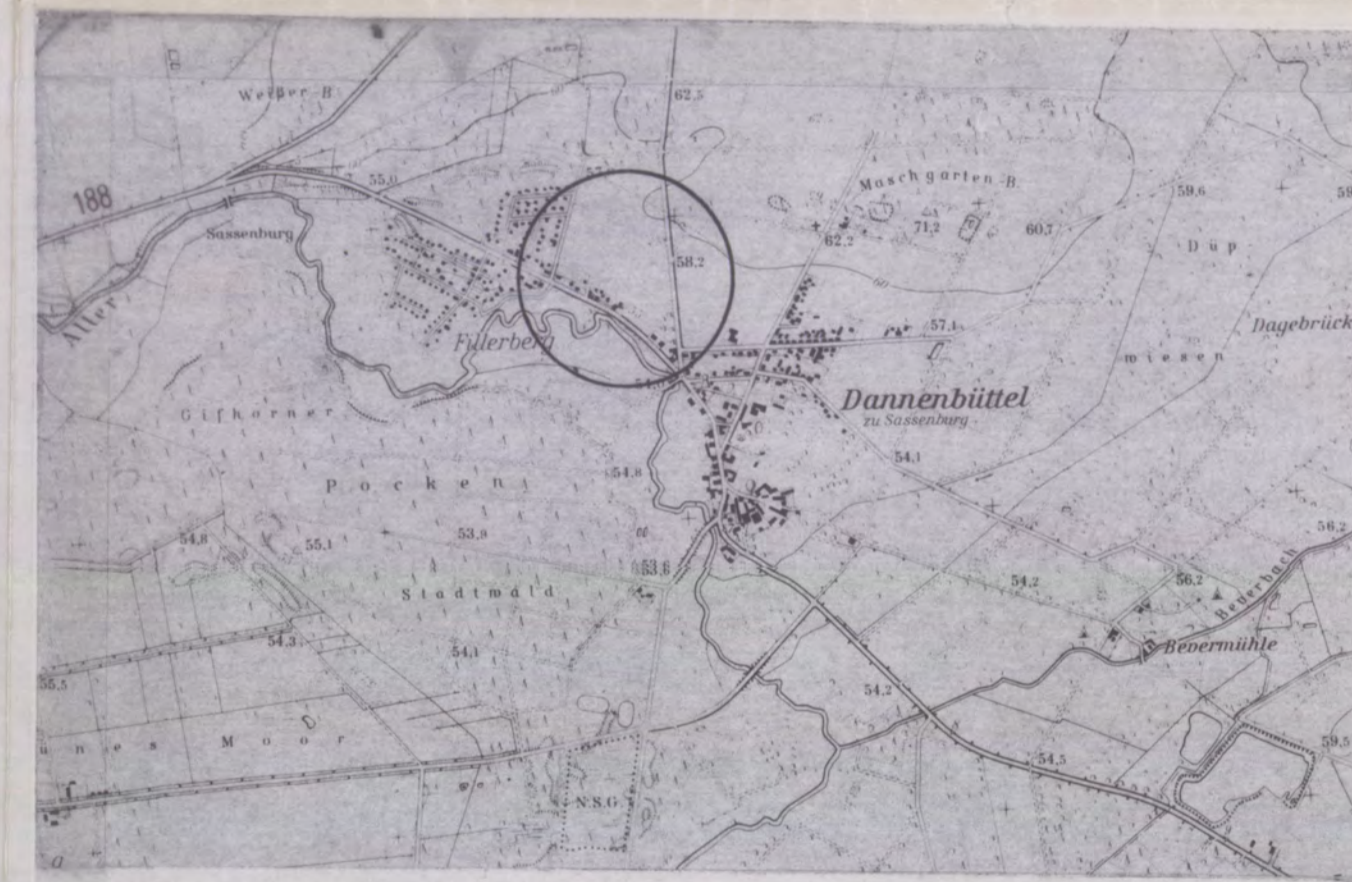 Weißer B.
62,5
55,0
Maschgarten-B.
59,6
188
Sassenburg
71,2
60,7
62,2
Düp
58,2
Aller
57,1
Dagebrück
Fillerberg
wiesen
Dannenbüttel
zu Sassenburg
Gifhorner
54,1
54,8
Pocken
56,2
54,8
55,1
53,9
53,6
54,2
56,2
Stadtwald
Beverbach
54,3
54,1
Bevermühle
55,5
54,2
ünes Moor
59,5
54,5
N.S.G.